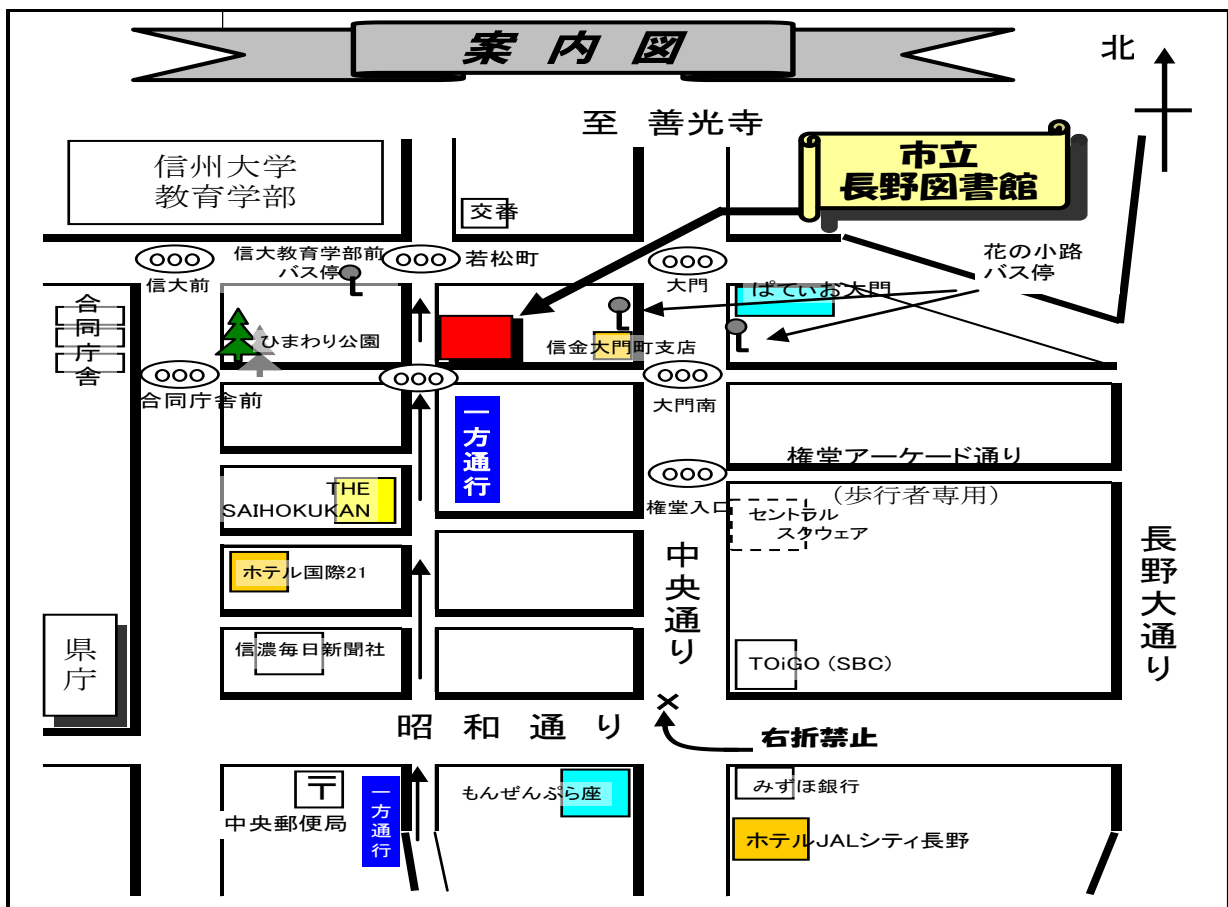 案内図
北
至 善光寺
市立
長野図書館
信州大学
教育学部
交番
信大教育学部前
バス停
若松町
信大前
大門
花の小路
バス停
ぱてぃお大門
合同庁舎
ひまわり公園
信金大門町支店
合同庁舎前
大門南
一方通行
権堂アーケード通り
(歩行者専用)
THE
SAIHOKUKAN
権堂入口
セントラル
スクウェア
中央通り
長野大通り
ホテル国際21
県庁
信濃毎日新聞社
TOiGO (SBC)
昭和通り
右折禁止
〒
中央郵便局
一方通行
もんぜんぷら座
みずほ銀行
ホテルJALシティ長野